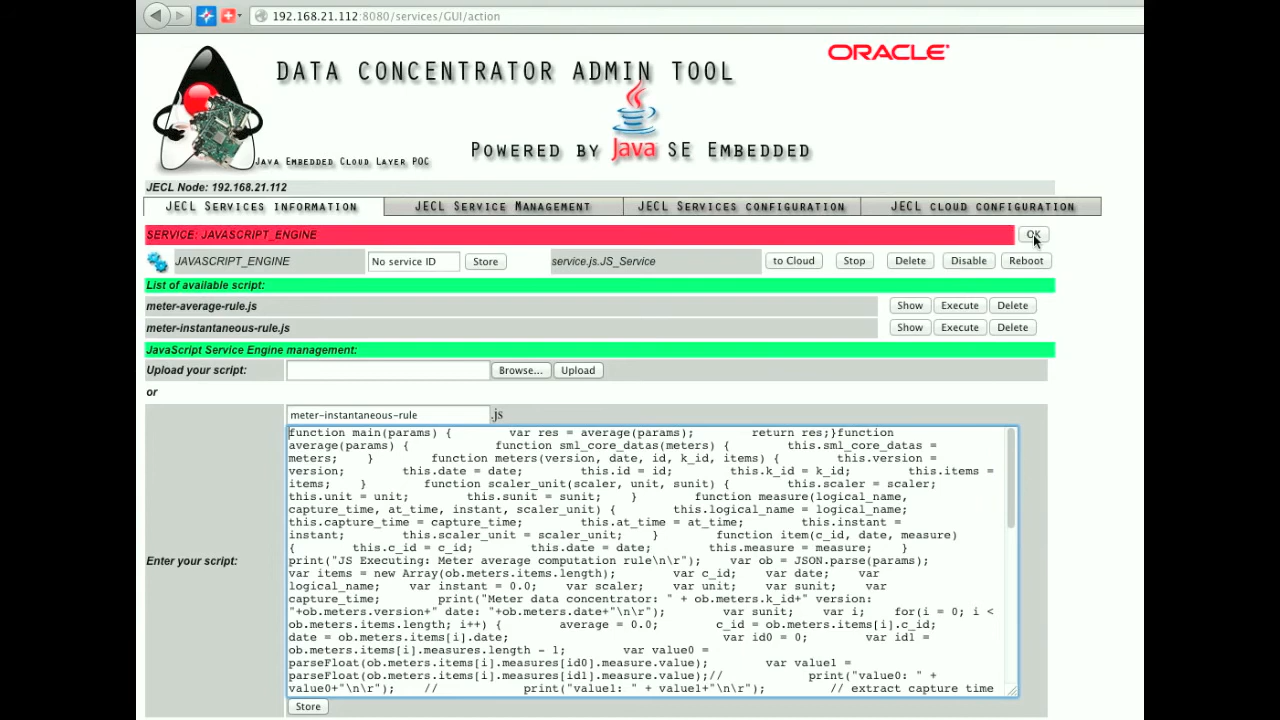 192.168.21.112:8080/services/GUI/action
ORACLE
DATA CONCENTRATOR ADMIN TOOL
JAVA EMBEDDED CLOUD LAYER POC
POWERED BY Java SE EMBEDDED
JECL Node: 192.168.21.112
JECL SERVICES INFORMATION JECL SERVICE MANAGEMENT JECL SERVICES CONFIGURATION JECL CLOUD CONFIGURATION
SERVICE: JAVASCRIPT_ENGINE OK
JAVASCRIPT_ENGINE No service ID Store service.js.JS_Service to Cloud Stop Delete Disable Reboot
List of available script:
meter-average-rule.js Show Execute Delete
meter-instantaneous-rule.js Show Execute Delete
JavaScript Service Engine management:
Upload your script: Browse... Upload
or
meter-instantaneous-rule .js
Enter your script:
function main(params) { var res = average(params); return res;}function
average(params) { function sml_core_datas(meters) { this.sml_core_datas =
meters; } function meters(version, date, id, k_id, items) { this.version =
version; this.date = date; this.id = id; this.k_id = k_id; this.items =
items; } function scaler_unit(scaler, unit, sunit) { this.scaler = scaler;
this.unit = unit; this.sunit = sunit; } function measure(logical_name,
capture_time, at_time, instant, scaler_unit) { this.logical_name = logical_name;
this.capture_time = capture_time; this.at_time = at_time; this.instant =
instant; this.scaler_unit = scaler_unit; } function item(c_id, date, measure)
{ this.c_id = c_id; this.date = date; this.measure = measure; }
print("JS Executing: Meter average computation rule\n\r"); var ob = JSON.parse(params);
var items = new Array(ob.meters.items.length); var c_id; var date; var
logical_name; var instant = 0.0; var scaler; var unit; var sunit; var
capture_time; print("Meter data concentrator: " + ob.meters.k_id+" version:
"+ob.meters.version+" date: "+ob.meters.date+"\n\r"); var sunit; var i; for(i = 0; i <
ob.meters.items.length; i++) { average = 0.0; c_id = ob.meters.items[i].c_id;
date = ob.meters.items[i].date; var id0 = 0; var id1 =
ob.meters.items[i].measures.length - 1; var value0 =
parseFloat(ob.meters.items[i].measures[id0].measure.value); var value1 =
parseFloat(ob.meters.items[i].measures[id1].measure.value);// print("value0: " +
value0+"\n\r"); // print("value1: " + value1+"\n\r"); // extract capture time
Store